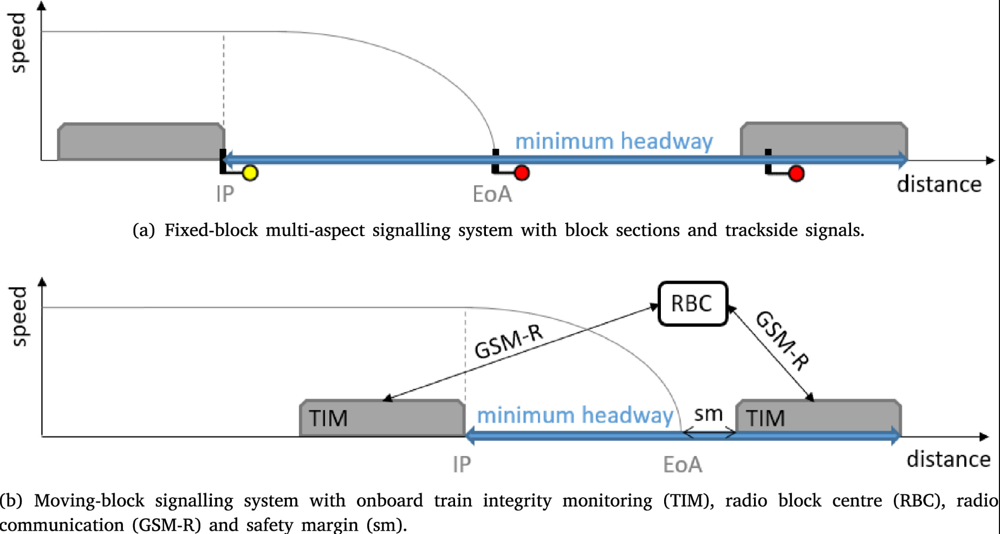 speed
minimum headway
IP
EoA
distance
(a) Fixed-block multi-aspect signalling system with block sections and trackside signals.
speed
RBC
GSM-R
GSM-R
TIM
minimum headway
sm
TIM
IP
EoA
distance
(b) Moving-block signalling system with onboard train integrity monitoring (TIM), radio block centre (RBC), radio
communication (GSM-R) and safety margin (sm).